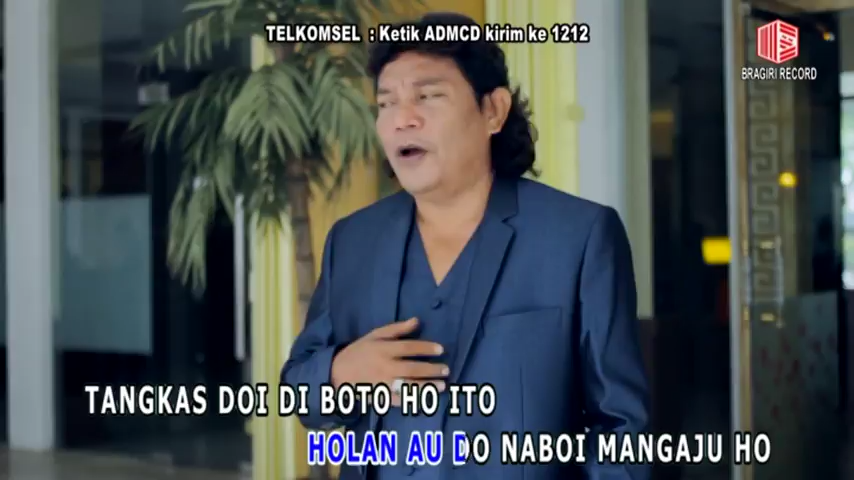 TELKOMSEL : Ketik ADMCD kirim ke 1212
BRAGIRI RECORD
TANGKAS DOI DI BOTO HO ITO
HOLAN AU DO NABOI MANGAJU HO